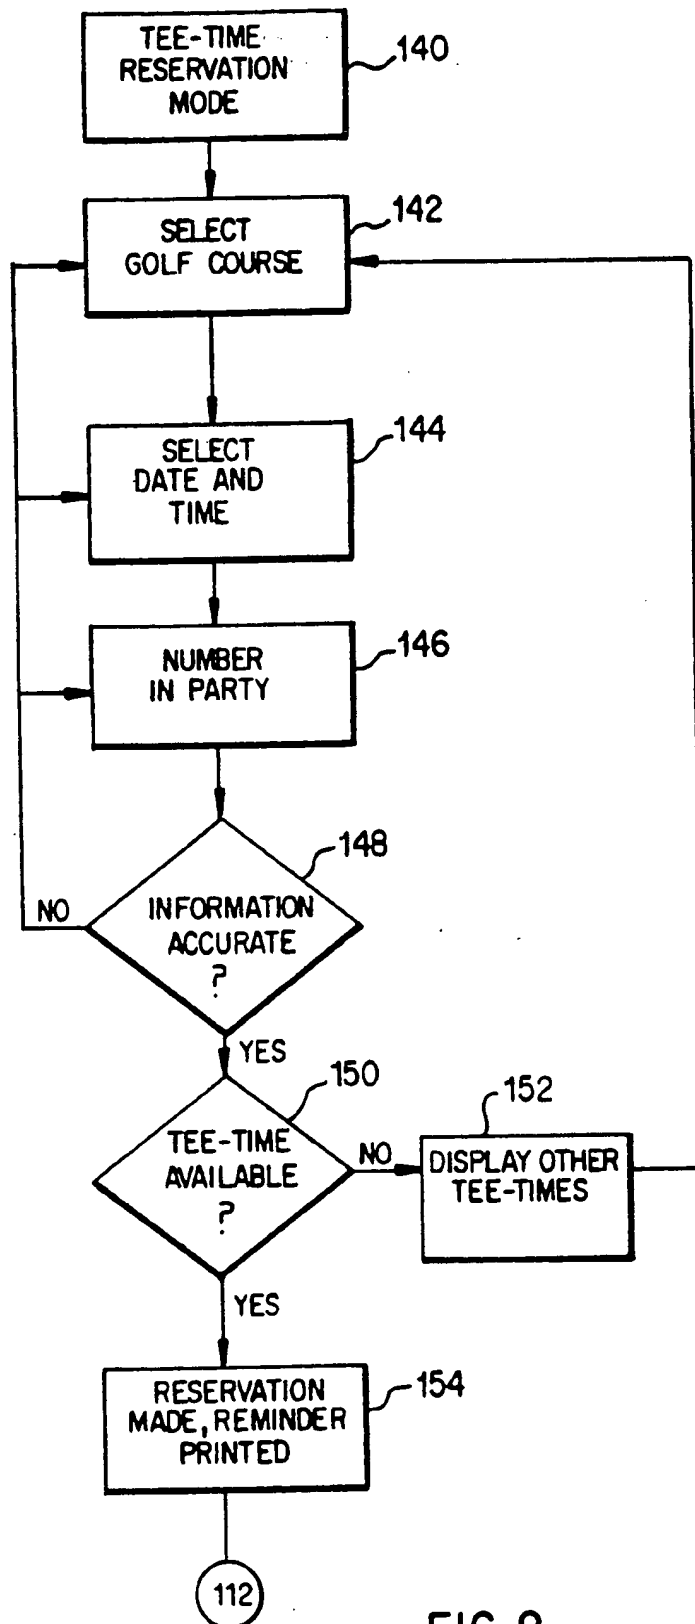 TEE-TIME
RESERVATION
MODE
140
SELECT
GOLF COURSE
142
SELECT
DATE AND
TIME
144
NUMBER
IN PARTY
146
148
NO
INFORMATION
ACCURATE
?
YES
150
TEE-TIME
AVAILABLE
?
NO
152
DISPLAY OTHER
TEE-TIMES
YES
RESERVATION
MADE, REMINDER
PRINTED
154
112
FIG